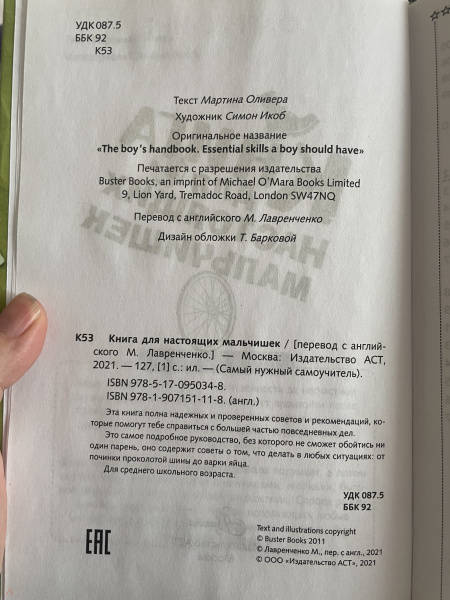 УДК 087.5
ББК 92
К53
Текст Мартина Оливера
Художник Симон Икоб
Оригинальное название
«The boy's handbook. Essential skills a boy should have»
Печатается с разрешения издательства
Buster Books, an imprint of Michael O'Mara Books Limited
9, Lion Yard, Tremadoc Road, London SW47NQ
Перевод с английского М. Лавренченко
Дизайн обложки Т. Барковой
К53 Книга для настоящих мальчишек / [перевод с англий-
ского М. Лавренченко.] — Москва: Издательство АСТ,
2021. — 127, [1] с.: ил. — (Самый нужный самоучитель).
ISBN 978-5-17-095034-8.
ISBN 978-1-907151-11-8. (англ.)
Эта книга полна надежных и проверенных советов и рекомендаций, ко-
торые помогут тебе справиться с большей частью повседневных дел.
Это самое подробное руководство, без которого не сможет обойтись ни
один парень, оно содержит советы о том, что делать в любых ситуациях: от
починки проколотой шины до варки яйца.
Для среднего школьного возраста.
УДК 087.5
ББК 92
EAC
Text and illustrations copyright
© Buster Books 2011
© Лавренченко М., пер. с англ., 2021
© ООО «Издательство АСТ», 2021